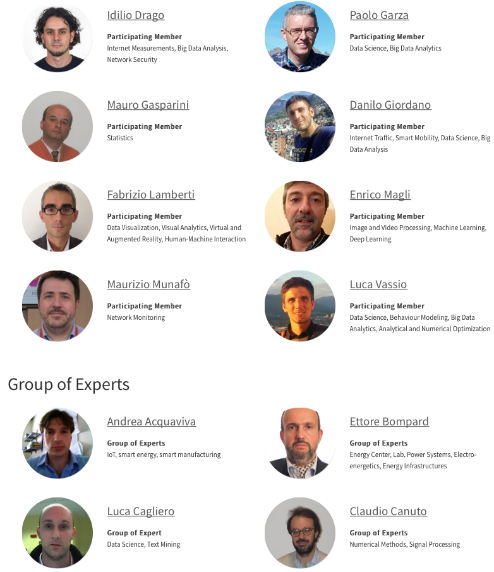 Idilio Drago
Participating Member
Internet Measurements, Big Data Analysis,
Network Security
Paolo Garza
Participating Member
Data Science, Big Data Analytics
Mauro Gasparini
Participating Member
Statistics
Danilo Giordano
Participating Member
Internet Traffic, Smart Mobility, Data Science, Big
Data Analysis
Fabrizio Lamberti
Participating Member
Data Visualization, Visual Analytics, Virtual and
Augmented Reality, Human-Machine Interaction
Enrico Magli
Participating Member
Image and Video Processing, Machine Learning,
Deep Learning
Maurizio Munafò
Participating Member
Network Monitoring
Luca Vassio
Participating Member
Data Science, Behaviour Modeling, Big Data
Analytics, Analytical and Numerical Optimization
Group of Experts
Andrea Acquaviva
Group of Experts
IoT, smart energy, smart manufacturing
Ettore Bompard
Group of Experts
Energy Center, Lab, Power Systems, Electro-
energetics, Energy Infrastructures
Luca Cagliero
Group of Expert
Data Science, Text Mining
Claudio Canuto
Group of Experts
Numerical Methods, Signal Processing